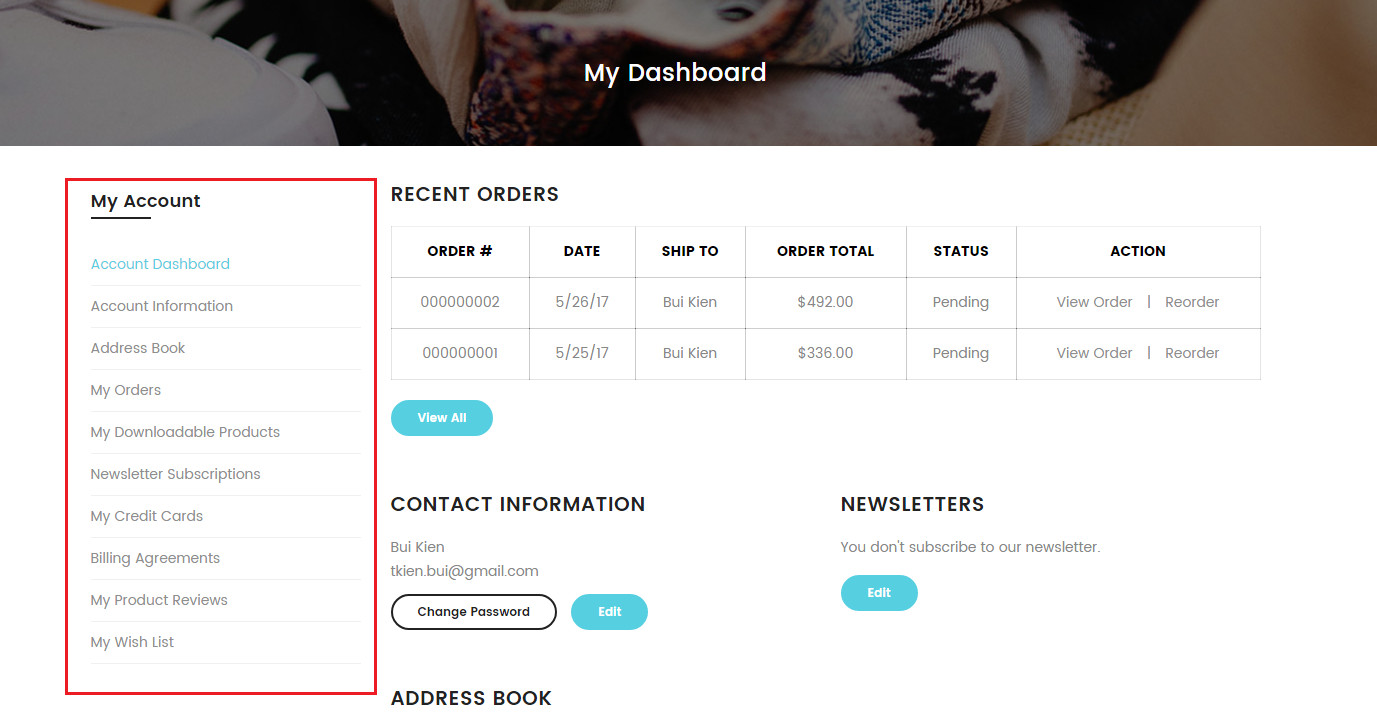 My Dashboard
My Account
Account Dashboard
Account Information
Address Book
My Orders
My Downloadable Products
Newsletter Subscriptions
My Credit Cards
Billing Agreements
My Product Reviews
My Wish List
RECENT ORDERS
ORDER # DATE SHIP TO ORDER TOTAL STATUS ACTION
000000002 5/26/17 Bui Kien $492.00 Pending View Order | Reorder
000000001 5/25/17 Bui Kien $336.00 Pending View Order | Reorder
View All
CONTACT INFORMATION
Bui Kien
tkien.bui@gmail.com
Change Password Edit
NEWSLETTERS
You don't subscribe to our newsletter.
Edit
ADDRESS BOOK